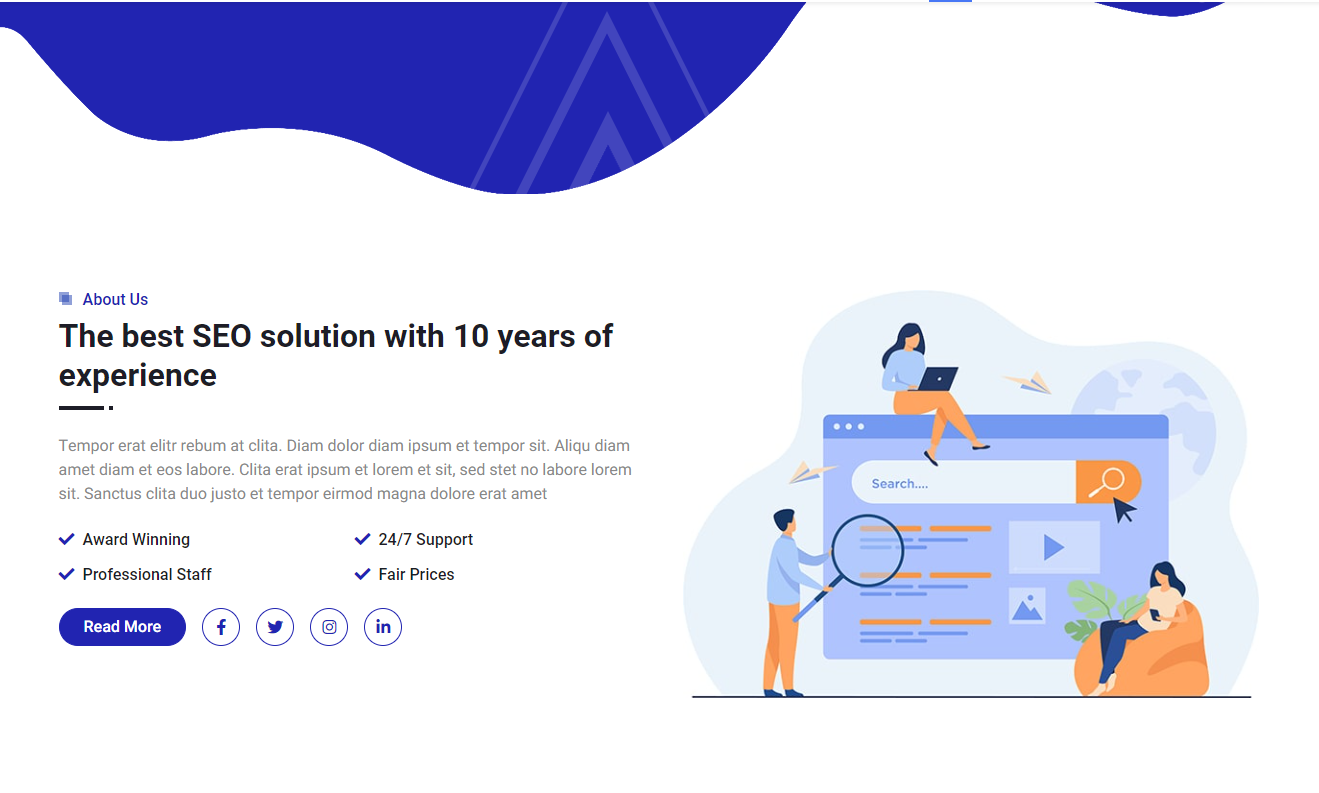 About Us
The best SEO solution with 10 years of
experience
Tempor erat elitr rebum at clita. Diam dolor diam ipsum et tempor sit. Aliqu diam
amet diam et eos labore. Clita erat ipsum et lorem et sit, sed stet no labore lorem
sit. Sanctus clita duo justo et tempor eirmod magna dolore erat amet
Award Winning
24/7 Support
Professional Staff
Fair Prices
Read More
Search....